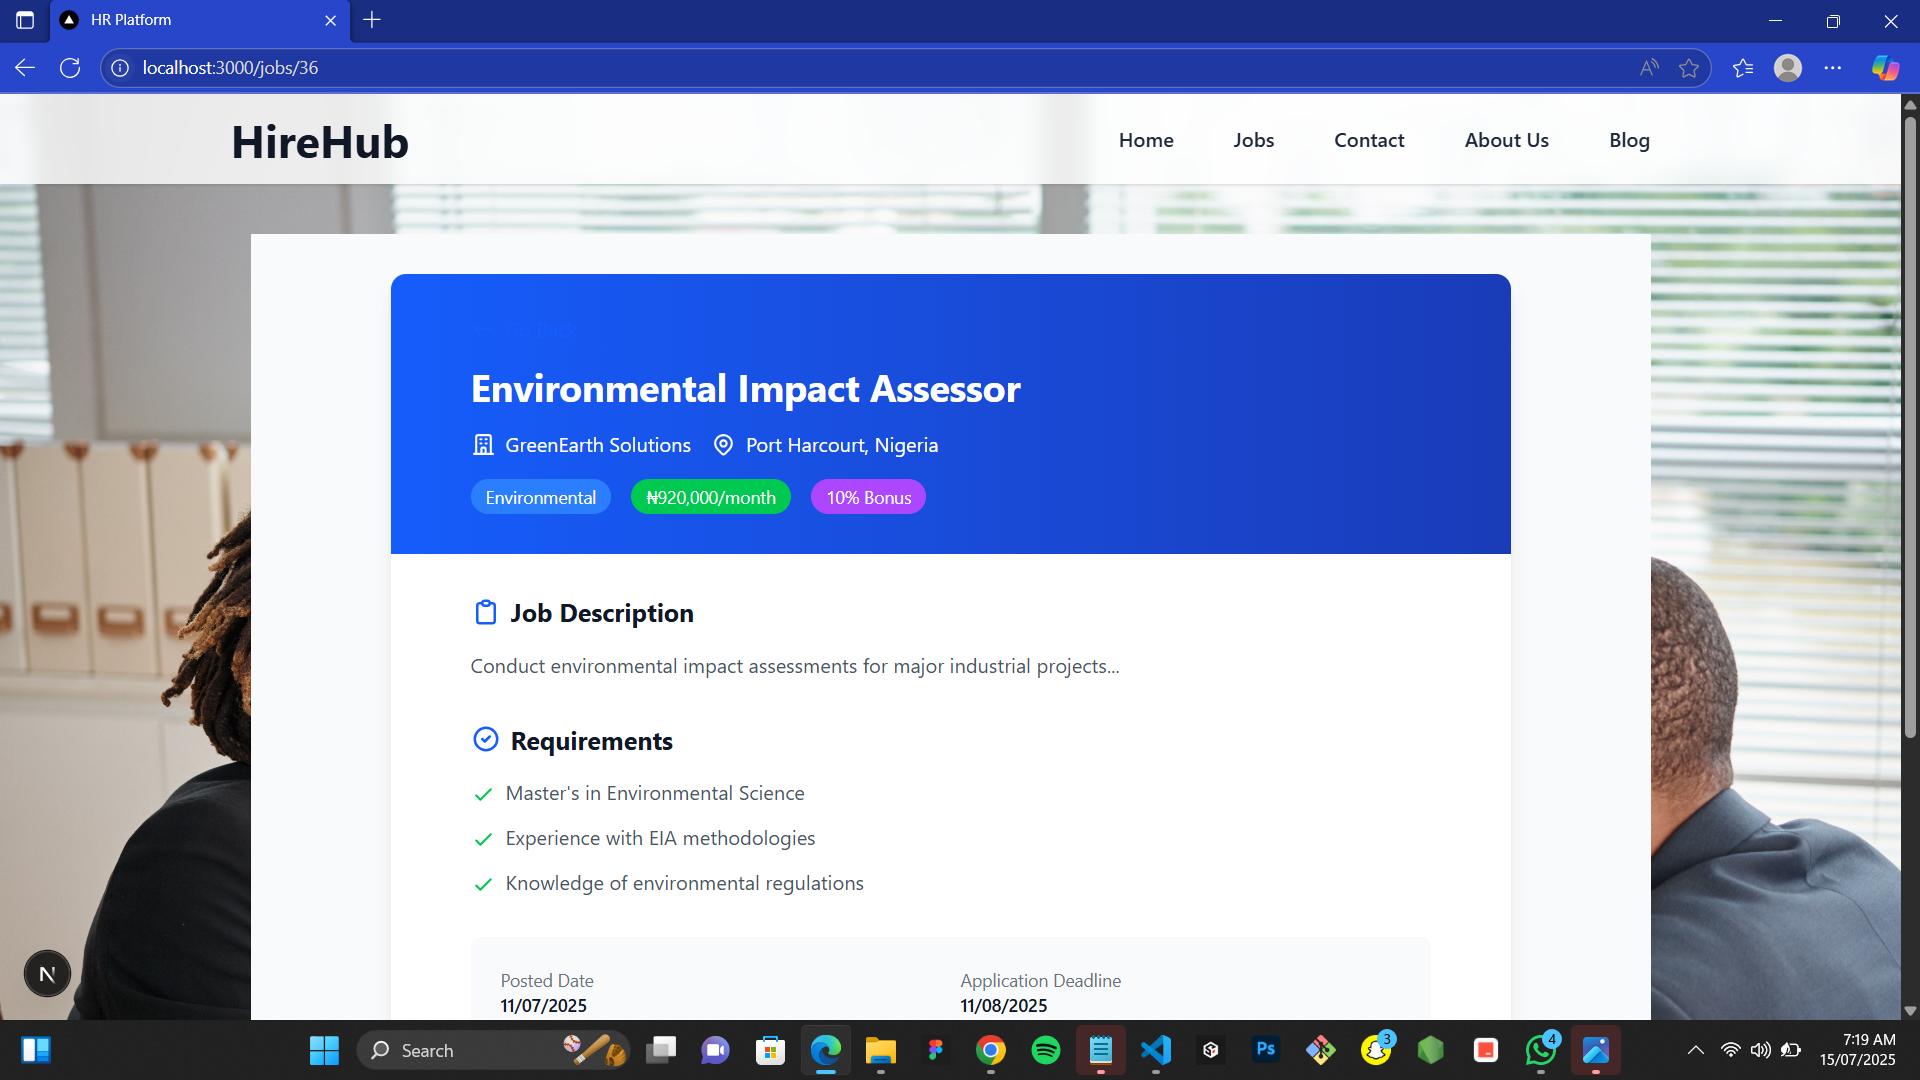 HR Platform
localhost:3000/jobs/36
HireHub
Home
Jobs
Contact
About Us
Blog
Environmental Impact Assessor
GreenEarth Solutions
Port Harcourt, Nigeria
Environmental
₦920,000/month
10% Bonus
Job Description
Conduct environmental impact assessments for major industrial projects...
Requirements
Master's in Environmental Science
Experience with EIA methodologies
Knowledge of environmental regulations
Posted Date
11/07/2025
Application Deadline
11/08/2025
N
Search
Ps
3
4
7:19 AM
15/07/2025